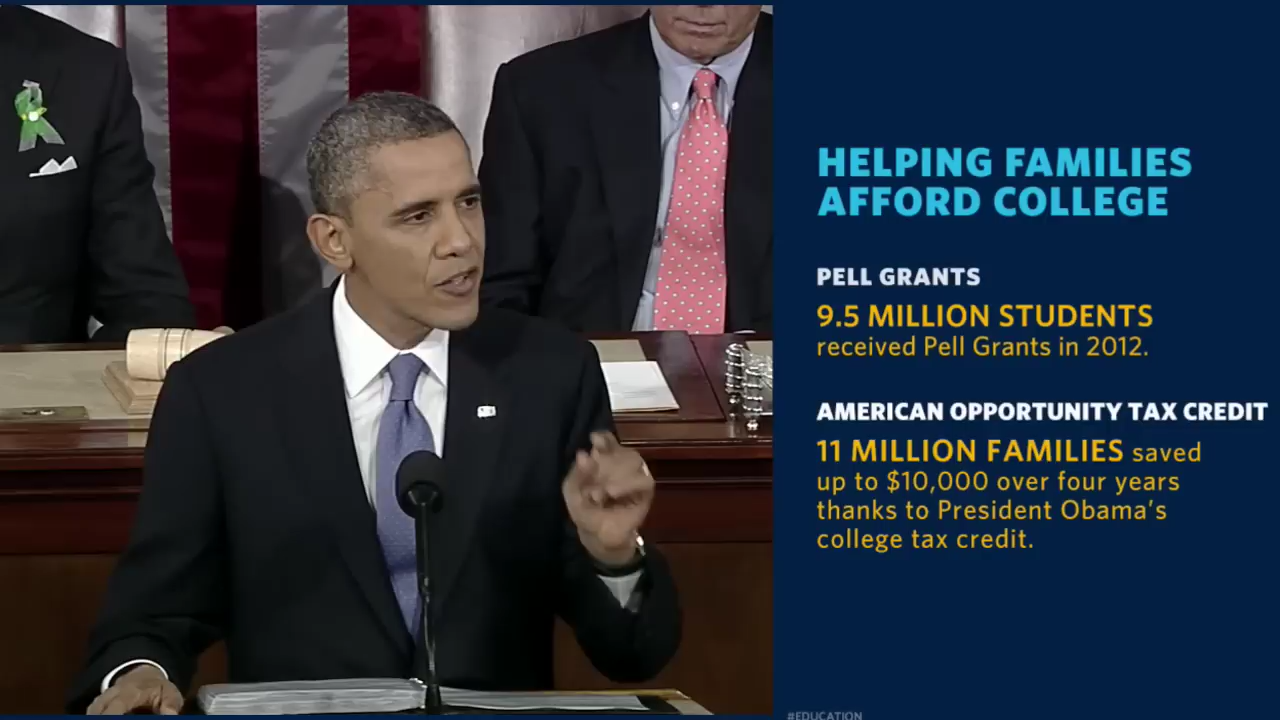 HELPING FAMILIES
AFFORD COLLEGE
PELL GRANTS
9.5 MILLION STUDENTS
received Pell Grants in 2012.
AMERICAN OPPORTUNITY TAX CREDIT
11 MILLION FAMILIES saved
up to $10,000 over four years
thanks to President Obama's
college tax credit.
#EDUCATION